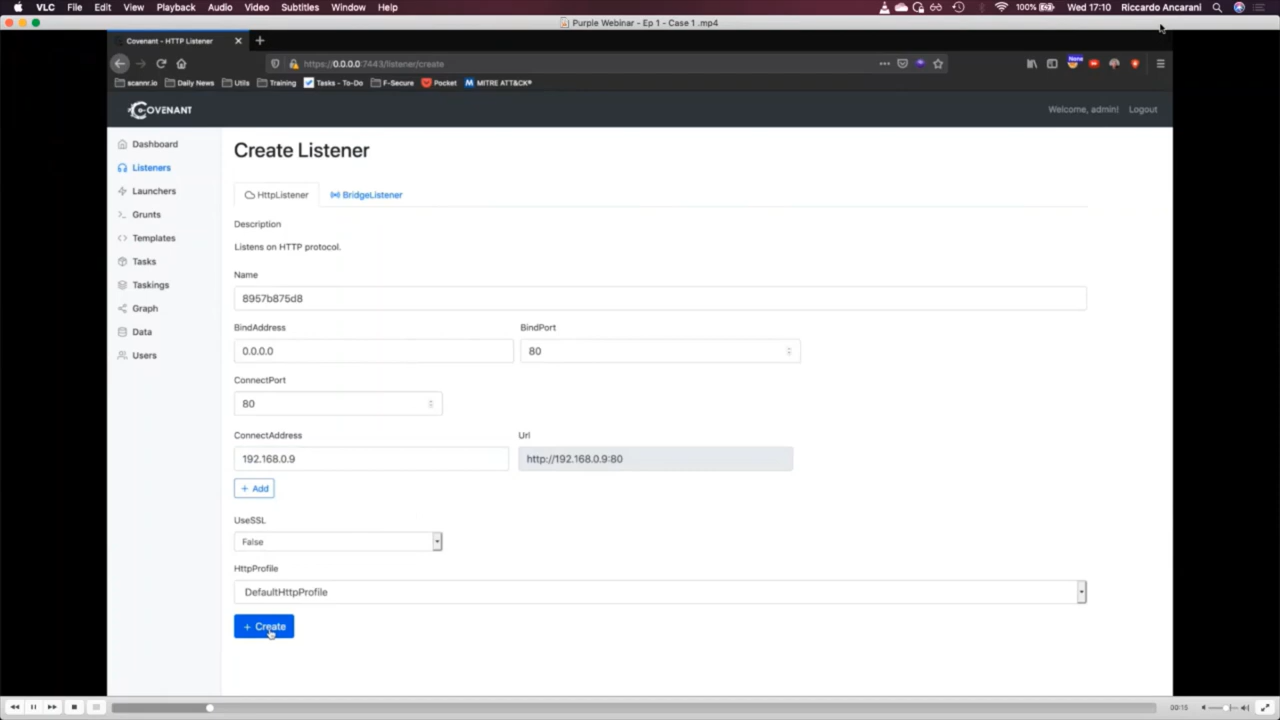 VLC File Edit View Playback Audio Video Subtitles Window Help 100% Wed 17:10 Riccardo Ancarani
Purple Webinar - Ep 1 - Case 1 .mp4
Covenant - HTTP Listener
https://0.0.0.0:7443/listener/create
scannr.io Daily News Utils Training Tasks - To-Do F-Secure Pocket MITRE ATT&CK®
COVENANT Welcome, admin! Logout
Dashboard
Listeners
Launchers
Grunts
Templates
Tasks
Taskings
Graph
Data
Users
Create Listener
HttpListener BridgeListener
Description
Listens on HTTP protocol.
Name
8957b875d8
BindAddress BindPort
0.0.0.0 80
ConnectPort
80
ConnectAddress Url
192.168.0.9 http://192.168.0.9:80
+ Add
UseSSL
False
HttpProfile
DefaultHttpProfile
+ Create
00:15